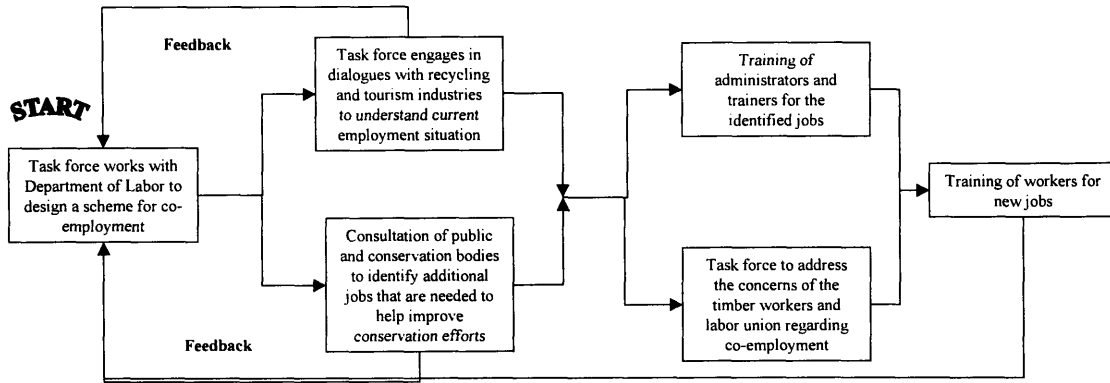 Feedback
START
Task force works with
Department of Labor to
design a scheme for co-
employment
Task force engages in
dialogues with recycling
and tourism industries
to understand current
employment situation
Consultation of public
and conservation bodies
to identify additional
jobs that are needed to
help improve
conservation efforts
Feedback
Training of
administrators and
trainers for the
identified jobs
Task force to address
the concerns of the
timber workers and
labor union regarding
co-employment
Training of workers for
new jobs